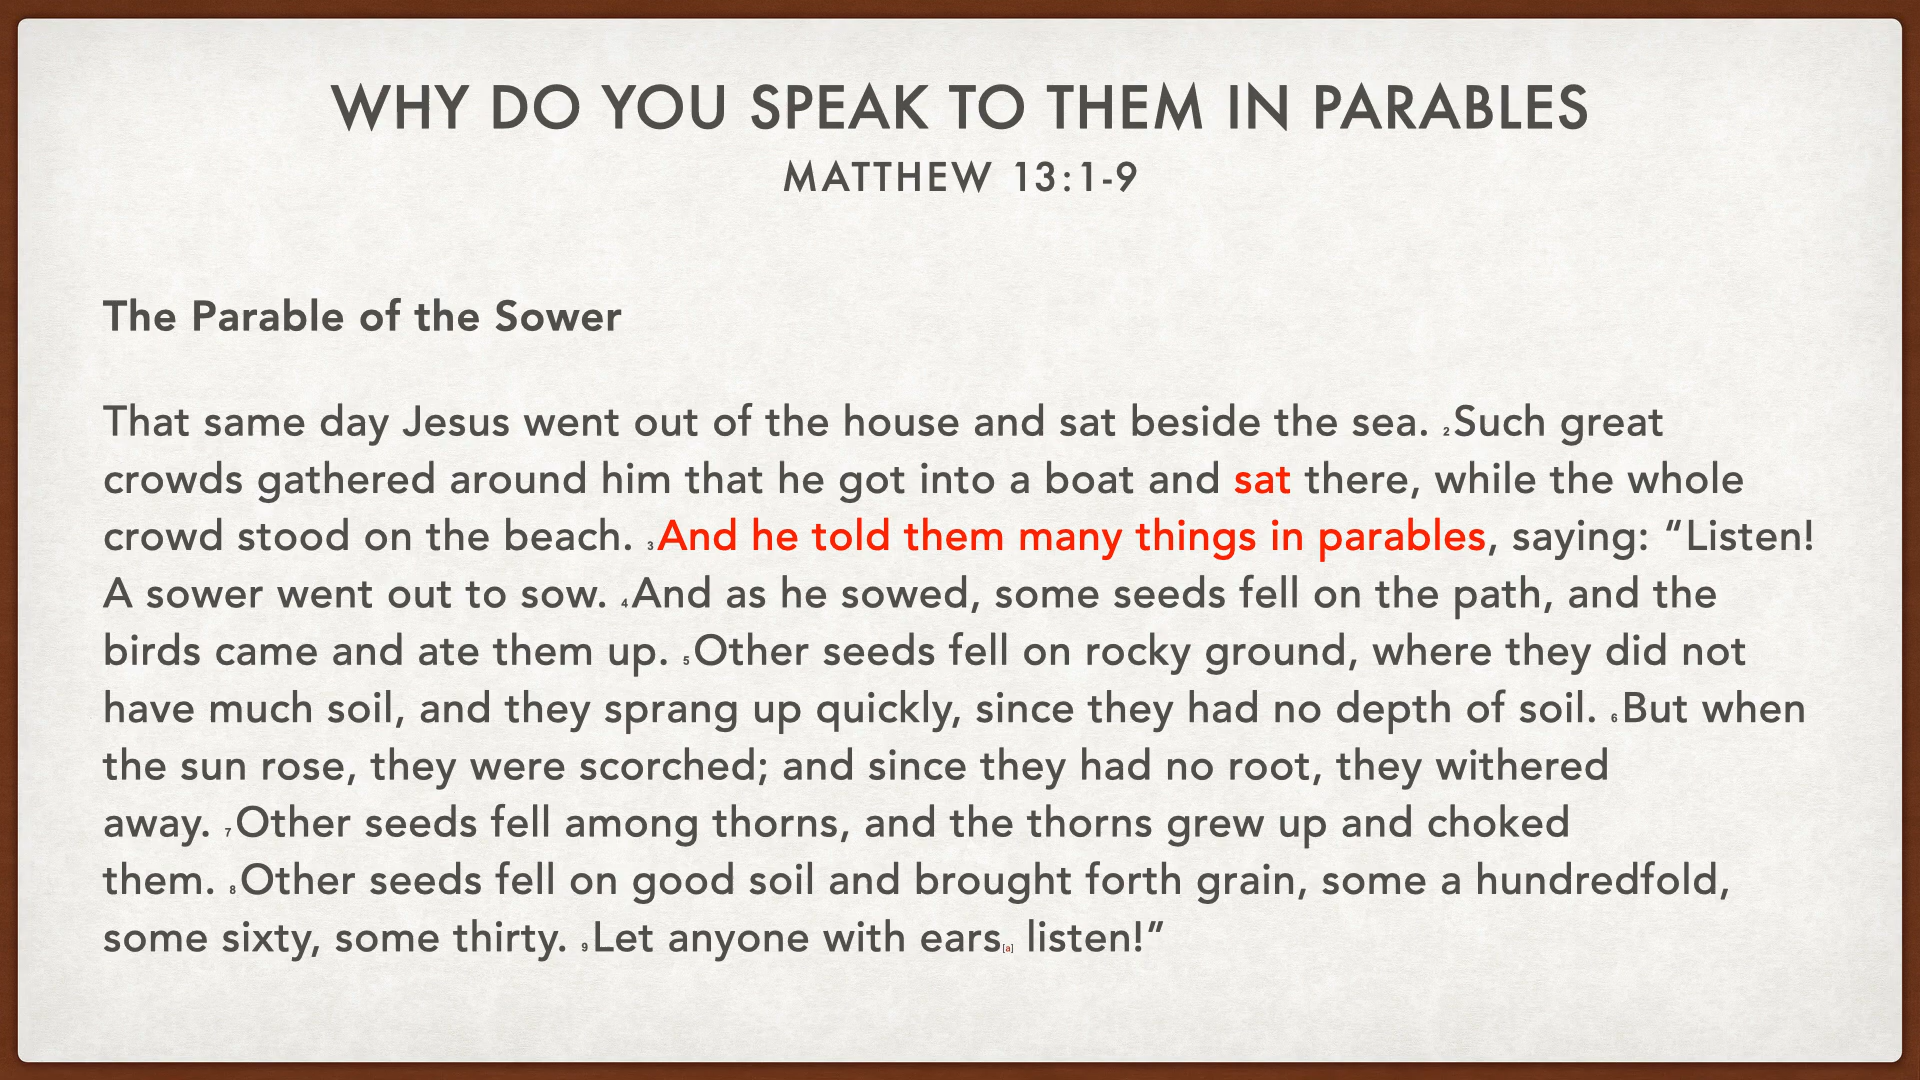 WHY DO YOU SPEAK TO THEM IN PARABLES
MATTHEW 13:1-9
The Parable of the Sower
That same day Jesus went out of the house and sat beside the sea. 2Such great
crowds gathered around him that he got into a boat and sat there, while the whole
crowd stood on the beach. 3And he told them many things in parables, saying: “Listen!
A sower went out to sow. 4And as he sowed, some seeds fell on the path, and the
birds came and ate them up. 5Other seeds fell on rocky ground, where they did not
have much soil, and they sprang up quickly, since they had no depth of soil. 6But when
the sun rose, they were scorched; and since they had no root, they withered
away. 7Other seeds fell among thorns, and the thorns grew up and choked
them. 8Other seeds fell on good soil and brought forth grain, some a hundredfold,
some sixty, some thirty. 9Let anyone with ears[a] listen!”